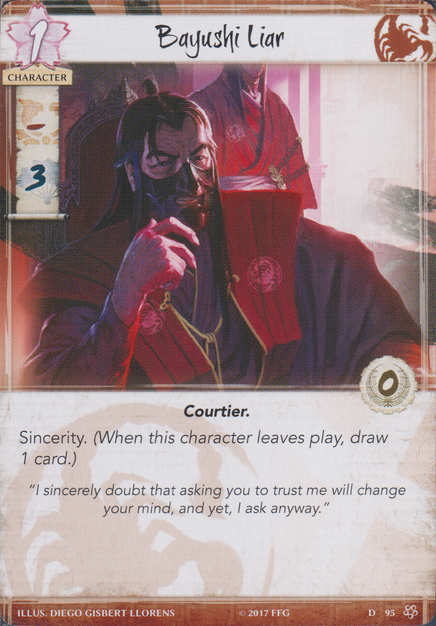 Bayushi Liar
1
CHARACTER
–
3
0
Courtier.
Sincerity. (When this character leaves play, draw
1 card.)
“I sincerely doubt that asking you to trust me will change
your mind, and yet, I ask anyway.”
ILLUS. DIEGO GISBERT LLORENS © 2017 FFG D 95